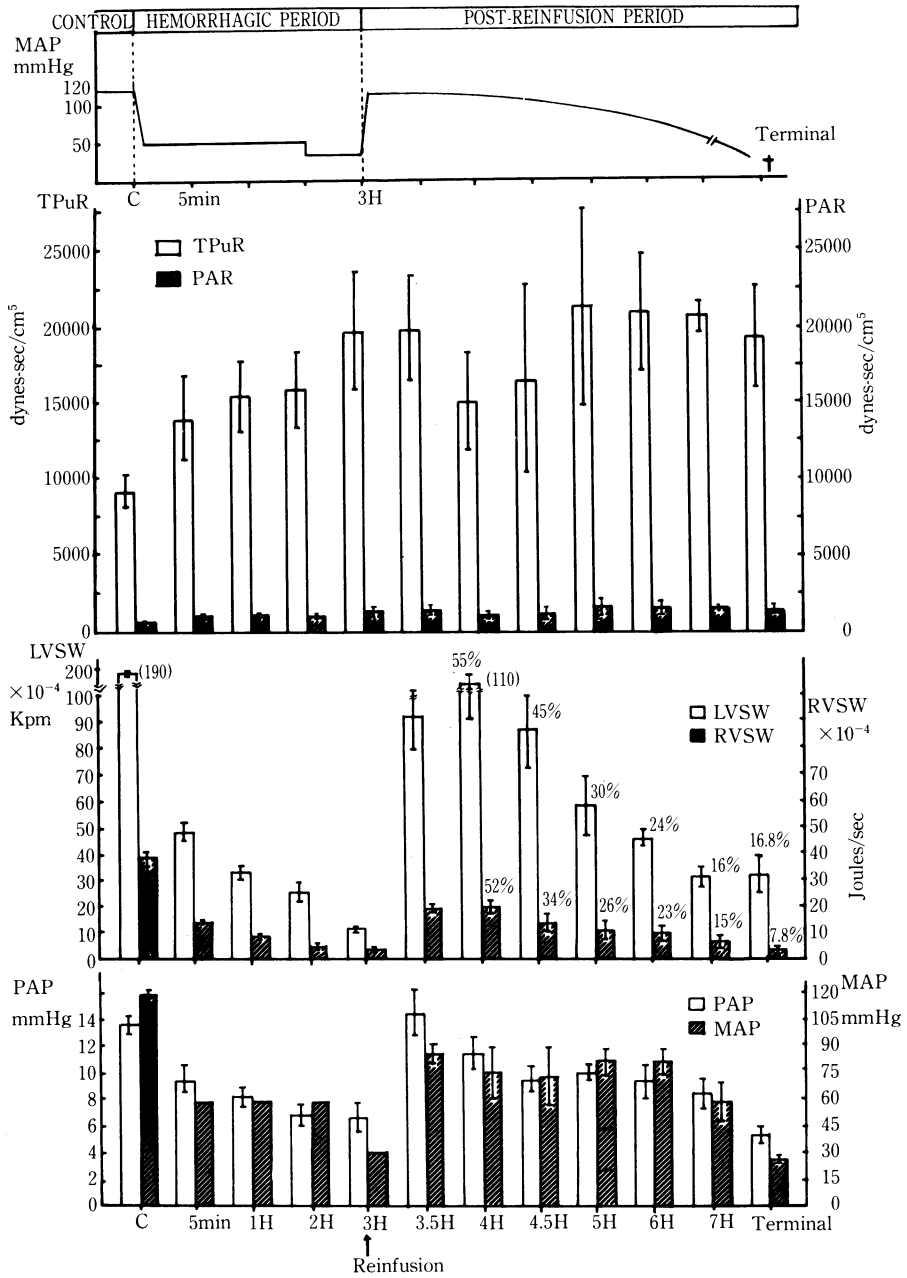 CONTROL HEMORRHAGIC PERIOD POST-REINFUSION PERIOD
MAP
mmHg
120
100
50
Terminal
C 5min 3H
TPuR PAR
TPuR
PAR
25000 25000
20000 20000
15000 15000
10000 10000
5000 5000
0 0
dynes-sec/cm⁵ dynes-sec/cm⁵
LVSW RVSW
×10⁻⁴ ×10⁻⁴
Kpm
Joules/sec
LVSW
RVSW
200
100
90
80
70 70
60 60
50 50
40 40
30 30
20 20
10 10
0 0
(190)
55%
(110)
45%
30%
24%
16%
16.8%
52%
34%
26%
23%
15%
7.8%
PAP MAP
mmHg mmHg
PAP
MAP
120
14 105
12 90
10 75
8 60
6 45
4 30
2 15
0 0
C 5min 1H 2H 3H 3.5H 4H 4.5H 5H 6H 7H Terminal
Reinfusion